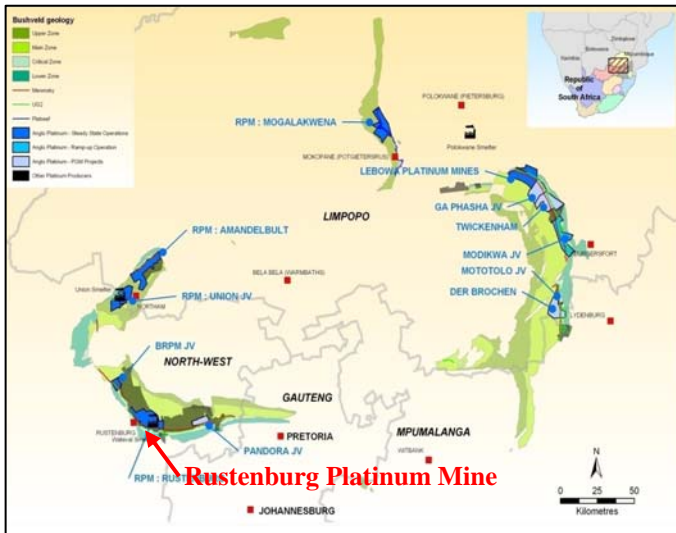 Bushveld geology
Upper Zone
Main Zone
Critical Zone
Lower Zone
Merensky
UG2
Platreef
Anglo Platinum - Steady State Operations
Anglo Platinum - Ramp-up Operation
Anglo Platinum - PGM Projects
Other Platinum Producers
Zimbabwe
Botswana
Namibia
Mozambique
Republic
of
South Africa
POLOKWANE (PIETERSBURG)
RPM : MOGALAKWENA
Polokwane Smelter
MOKOPANE (POTGIETERSRUS)
LEBOWA PLATINUM MINES
GA PHASHA JV
LIMPOPO
TWICKENHAM
RPM : AMANDELBULT
MODIKWA JV
BURGERSFORT
MOTOTOLO JV
BELA BELA (WARMBATHS)
Union Smelter
RPM : UNION JV
DER BROCHEN
NORTHAM
LYDENBURG
BRPM JV
NORTH-WEST
GAUTENG
RUSTENBURG
PRETORIA
MPUMALANGA
PANDORA JV
WITBANK
N
Rustenburg Platinum Mine
RPM : RUSTENBURG
0 25 50
Kilometres
JOHANNESBURG